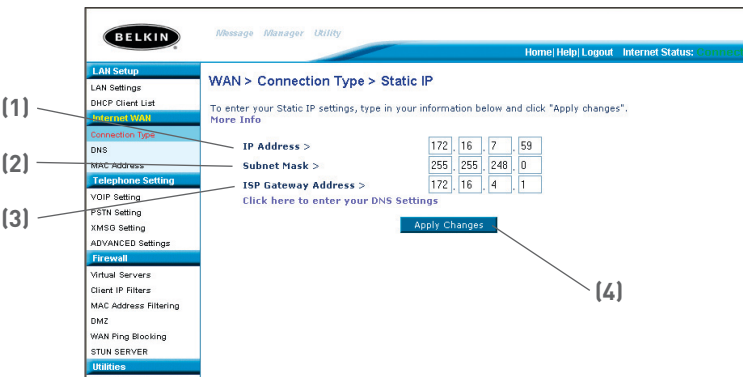 BELKIN
Message Manager Utility
Home| Help| Logout Internet Status:
LAN Setup
LAN Settings
DHCP Client List
Internet WAN
Connection Type
DNS
MAC Address
Telephone Setting
VOIP Setting
PSTN Setting
XMSG Setting
ADVANCED Settings
Firewall
Virtual Servers
Client IP Filters
MAC Address Filtering
DMZ
WAN Ping Blocking
STUN SERVER
Utilities
WAN > Connection Type > Static IP
To enter your Static IP settings, type in your information below and click "Apply changes".
More Info
(1)
IP Address > 172 . 16 . 7 . 59
(2)
Subnet Mask > 255 . 255 . 248 . 0
(3)
ISP Gateway Address > 172 . 16 . 4 . 1
Click here to enter your DNS Settings
Apply Changes
(4)